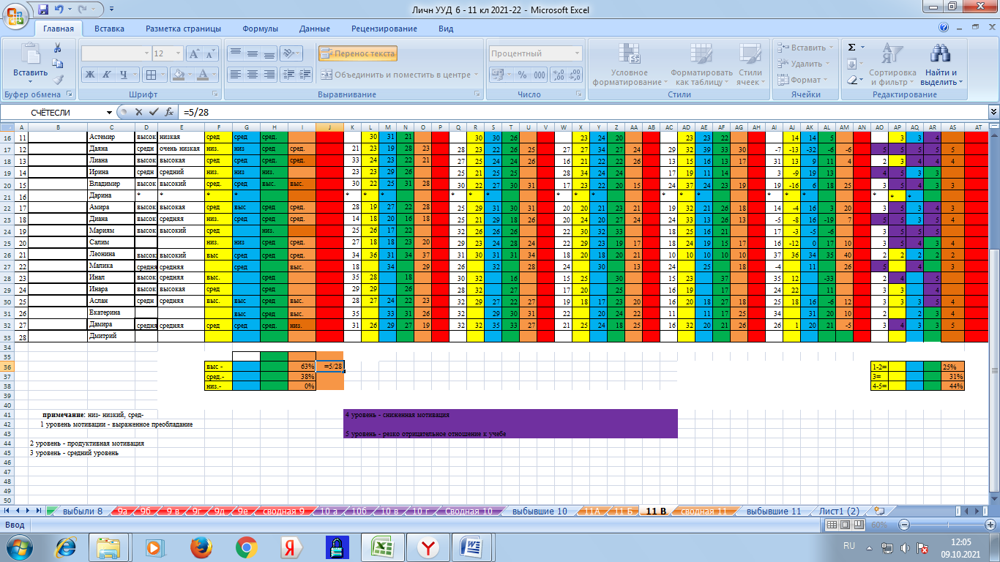 Личн УУД 6 - 11 кл 2021-22 - Microsoft Excel
Главная Вставка Разметка страницы Формулы Данные Рецензирование Вид
Вставить
12
Ж К Ч
Перенос текста
Объединить и поместить в центре
Процентный
% 000
Условное форматирование
Форматировать как таблицу
Стили ячеек
Вставить
Удалить
Формат
Сортировка и фильтр
Найти и выделить
Буфер обмена Шрифт Выравнивание Число Стили Ячейки Редактирование
СЧЁТЕСЛИ =5/28
A B C D E F G H I J K L M N O P Q R S T U V W X Y Z AA AB AC AD AE AF AG AH AI AJ AK AL AM AN AO AP AQ AR AS AT
16 11 Астемир высок низкая сред сред сред. 30 31 21 30 30 26 23 24 20 23 23 22 14 14 5 3 3 4
17 12 Даяна средн очень низкая низ. низ сред сред. 21 23 19 28 23 28 23 22 26 25 27 27 34 27 24 29 32 39 33 30 -7 -13 -32 -6 -6 5 5 5 5 5
18 13 Лиана высок высокая сред сред сред. сред. 33 24 23 22 21 27 25 24 24 26 16 21 22 22 26 13 15 16 13 17 31 13 9 11 4 2 3 4 4 4
19 14 Ирина средн средний сред низ низ. 23 23 29 26 25 21 25 25 28 34 24 24 17 19 11 14 3 -9 19 13 4 5 3 3
20 15 Владимир высок высокий сред. сред выс. выс. 30 22 25 31 28 31 22 27 30 31 17 23 22 20 15 24 37 24 23 19 19 -16 6 18 25 3 5 4 3 3
21 16 Дарина * * * * * * * * * * * * * * * * * * * * *
22 17 Амира высок высокая сред выс сред сред. 28 19 27 22 28 25 29 31 30 31 20 20 21 23 21 24 32 21 24 18 14 -4 16 3 20 3 5 3 4 3
23 18 Диана высок средняя низ. сред сред сред. 14 18 20 16 18 25 21 29 18 26 24 20 20 27 24 24 33 26 26 13 -5 -8 16 -19 7 5 5 3 5 4
24 19 Мариям высок высокий сред низ. 25 26 17 22 32 26 26 26 20 24 32 33 18 25 16 21 17 -3 -5 -6 3 5 5 4
25 20 Салим низ. низ сред сред. 27 18 18 23 20 29 23 24 28 24 22 23 29 19 17 18 24 19 15 17 16 -12 0 17 10 3 5 4 3 4
26 21 Леонина высок высокий выс сред сред сред. 34 36 31 34 37 31 30 31 31 34 18 20 18 20 21 10 10 10 10 10 37 36 34 35 40 2 2 2 2 2
27 22 Малика средня средняя сред выс. 18 34 29 26 32 28 24 30 13 24 25 18 -4 11 26 5 4 3
28 23 Инал высок средняя выс. сред 35 28 18 30 32 16 15 25 30 15 23 37 35 12 -33 2 4 5
29 24 Инара высок высокая сред сред сред 29 29 24 17 20 3 3
30 25 Аслан средн средняя выс. выс сред выс. 28 27 24 22 23 32 29 27 22 27 19 18 17 23 20 16 20 18 27 18 25 18 16 -6 12 3 3 3 5 4
31 26 Екатерина выс сред выс. 35 33 31 26 29 30 31 20 24 22 11 11 17 25 34 31 20 10 2 2 3 4
32 27 Дамира средня средняя сред сред сред. низ. 31 26 29 27 19 32 32 35 33 27 21 25 24 18 25 16 32 20 21 26 26 1 20 21 -5 3 4 3 3 5
33 28 Дмитрий
34
35
36 выс - 63% =5/28 1-2= 25%
37 сред.- 38% 3= 31%
38 низ.- 0% 4-5= 44%
39
40
41 примечание: низ- низкий, сред- 4 уровень - сниженная мотивация
42 1 уровень мотивации - выраженное преобладание
43 5 уровень - резко отрицательное отношение к учебе
44 2 уровень - продуктивная мотивация
45 3 уровень - средний уровень
46
47
48
49
50
выбыли 8 9а 9б 9 в 9г 9д 9е сводная 9 10 а 10б 10 в 10 г Сводная 10 выбывшие 10 11А 11 Б 11 В сводная 11 выбывшие 11 Лист1 (2)
Ввод 60%
RU 12:05
09.10.2021